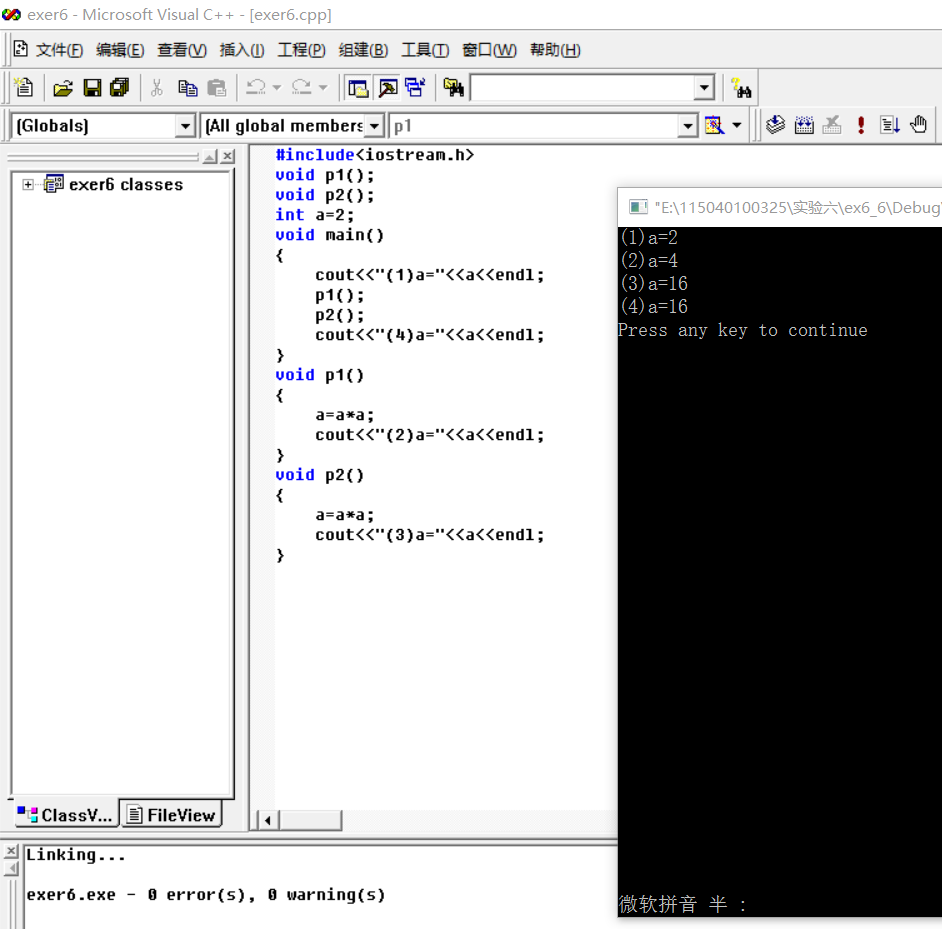 exer6 - Microsoft Visual C++ - [exer6.cpp]
文件(F) 编辑(E) 查看(V) 插入(I) 工程(P) 组建(B) 工具(T) 窗口(W) 帮助(H)
(Globals) (All global members p1
exer6 classes
#include<iostream.h>
void p1();
void p2();
int a=2;
void main()
{
cout<<"(1)a="<<a<<endl;
p1();
p2();
cout<<"(4)a="<<a<<endl;
}
void p1()
{
a=a*a;
cout<<"(2)a="<<a<<endl;
}
void p2()
{
a=a*a;
cout<<"(3)a="<<a<<endl;
}
"E:\115040100325\实验六\ex6_6\Debug\
(1)a=2
(2)a=4
(3)a=16
(4)a=16
Press any key to continue
微软拼音 半 :
ClassV... FileView
Linking...
exer6.exe - 0 error(s), 0 warning(s)